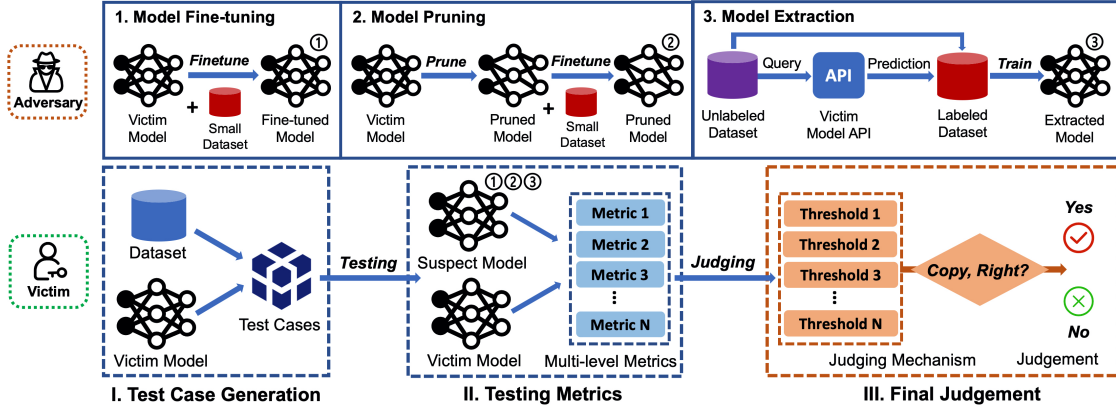 Adversary
1. Model Fine-tuning
①
Finetune
+
Victim
Model
Small
Dataset
Fine-tuned
Model
2. Model Pruning
②
Prune
Finetune
+
Victim
Model
Pruned
Model
Small
Dataset
Pruned
Model
3. Model Extraction
③
Query
API
Prediction
Train
Unlabeled
Dataset
Victim
Model API
Labeled
Dataset
Extracted
Model
Victim
Dataset
Victim Model
Test Cases
I. Test Case Generation
Testing
①②③
Suspect Model
Victim Model
Metric 1
Metric 2
Metric 3
⋮
Metric N
Multi-level Metrics
II. Testing Metrics
Judging
Threshold 1
Threshold 2
Threshold 3
⋮
Threshold N
Judging Mechanism
Copy, Right?
Yes
No
Judgement
III. Final Judgement